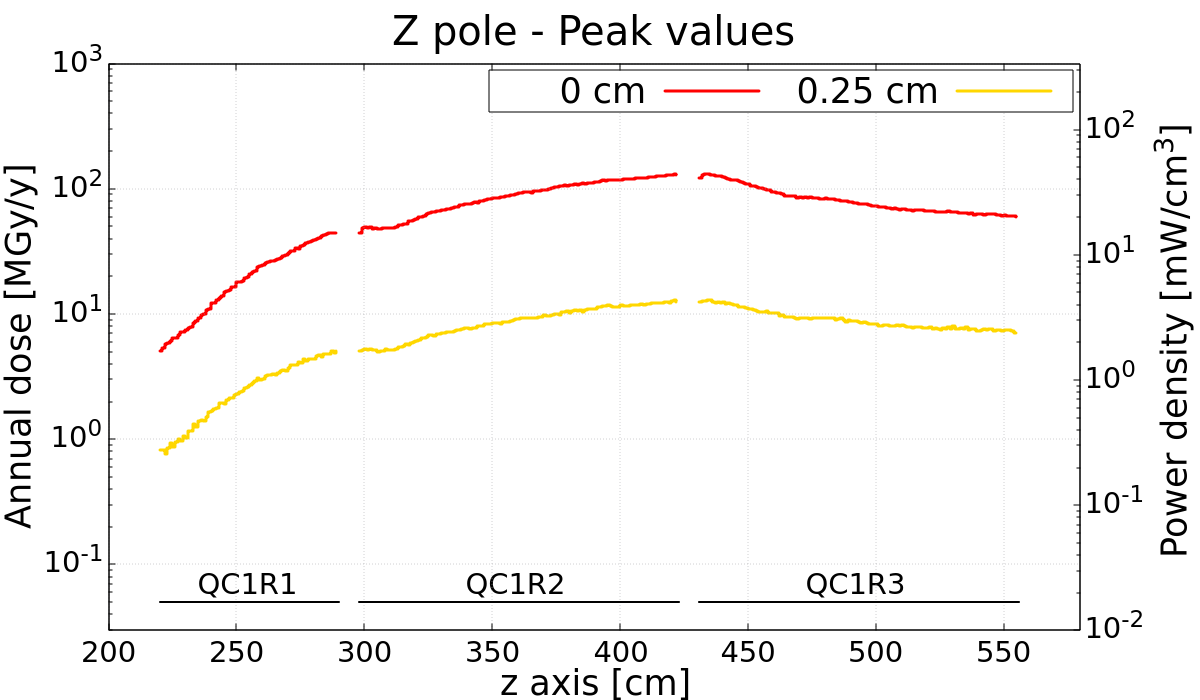 Z pole - Peak values
0 cm 0.25 cm
Annual dose [MGy/y]
10^3
10^2
10^1
10^0
10^-1
Power density [mW/cm^3]
10^2
10^1
10^0
10^-1
10^-2
QC1R1 QC1R2 QC1R3
200 250 300 350 400 450 500 550
z axis [cm]